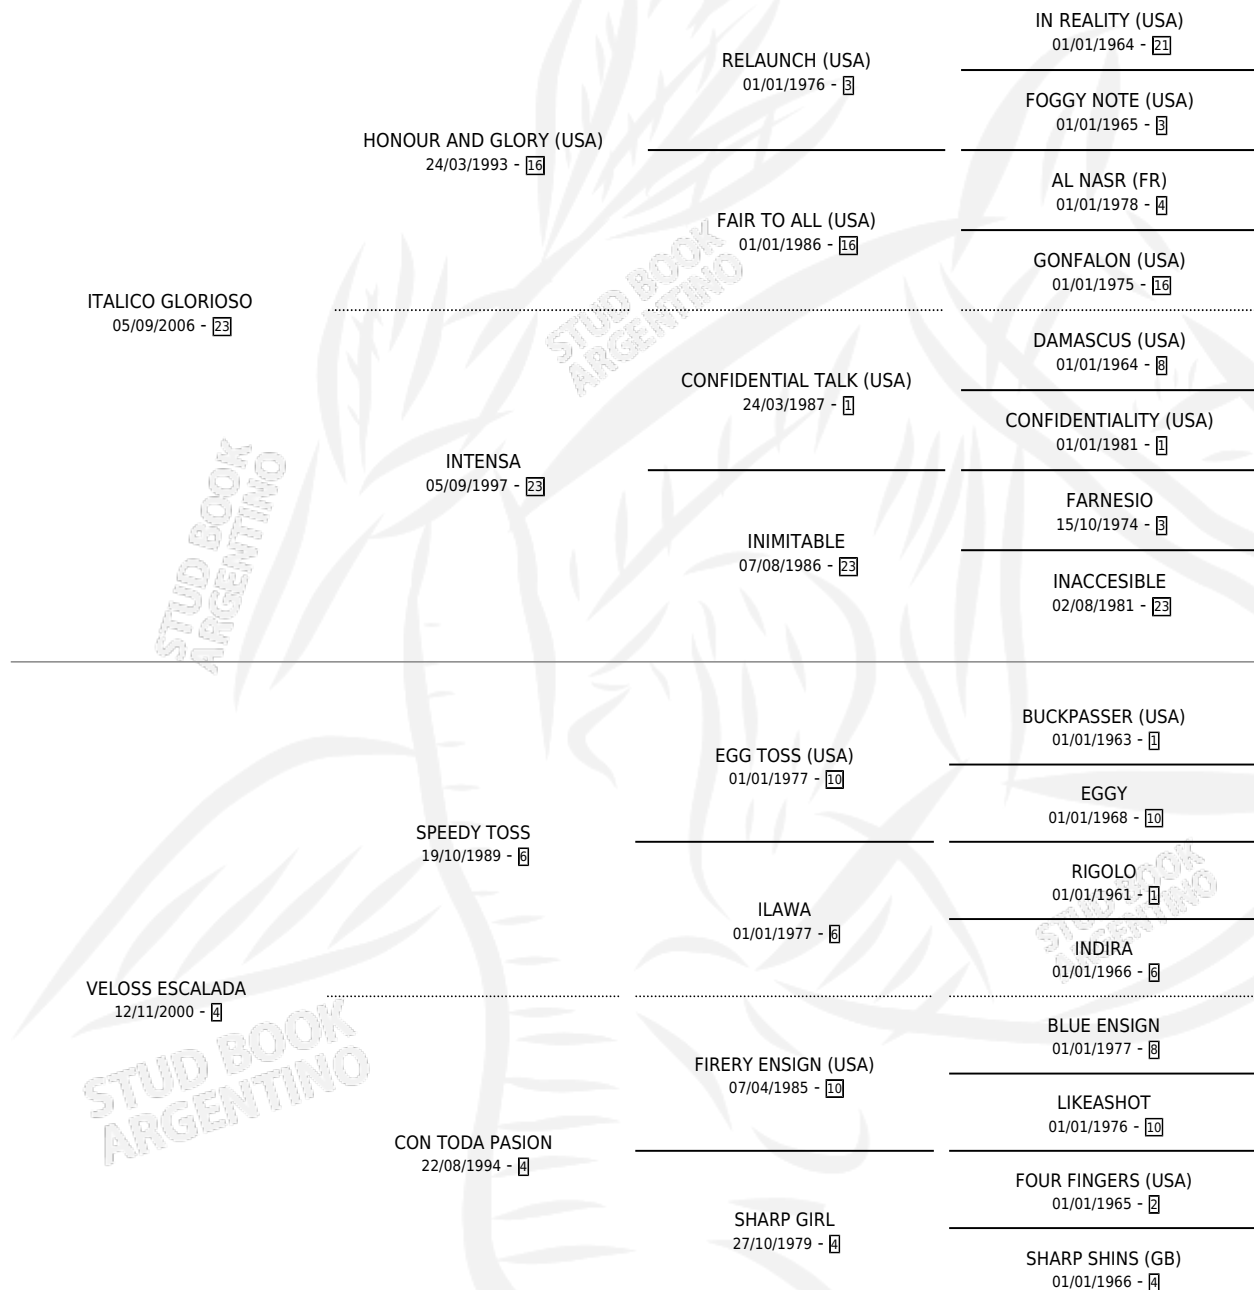 IN REALITY (USA)
01/01/1964 - 21
RELAUNCH (USA)
01/01/1976 - 3
FOGGY NOTE (USA)
01/01/1965 - 3
HONOUR AND GLORY (USA)
24/03/1993 - 16
AL NASR (FR)
01/01/1978 - 4
FAIR TO ALL (USA)
01/01/1986 - 16
GONFALON (USA)
01/01/1975 - 16
ITALICO GLORIOSO
05/09/2006 - 23
STUD BOOK
ARGENTINO
DAMASCUS (USA)
01/01/1964 - 8
CONFIDENTIAL TALK (USA)
24/03/1987 - 1
CONFIDENTIALITY (USA)
01/01/1981 - 1
INTENSA
05/09/1997 - 23
FARNESIO
15/10/1974 - 3
INIMITABLE
07/08/1986 - 23
INACCESIBLE
02/08/1981 - 23
STUD BOOK
ARGENTINO
BUCKPASSER (USA)
01/01/1963 - 1
EGG TOSS (USA)
01/01/1977 - 10
EGGY
01/01/1968 - 10
SPEEDY TOSS
19/10/1989 - 6
RIGOLO
01/01/1961 - 1
ILAWA
01/01/1977 - 6
INDIRA
01/01/1966 - 6
STUD BOOK
ARGENTINO
VELOSS ESCALADA
12/11/2000 - 4
BLUE ENSIGN
01/01/1977 - 8
FIRERY ENSIGN (USA)
07/04/1985 - 10
LIKEASHOT
01/01/1976 - 10
STUD BOOK
ARGENTINO
CON TODA PASION
22/08/1994 - 4
FOUR FINGERS (USA)
01/01/1965 - 2
SHARP GIRL
27/10/1979 - 4
SHARP SHINS (GB)
01/01/1966 - 4